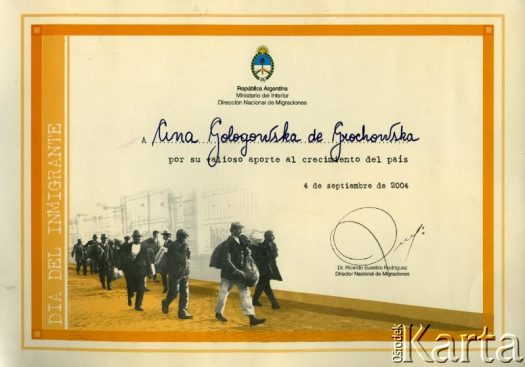 República Argentina
Ministerio del Interior
Dirección Nacional de Migraciones
A Ana Gologowska de Grochowska
por su valioso aporte al crecimiento del país
4 de septiembre de 2004
Dr. Ricardo Eusebio Rodríguez
Director Nacional de Migraciones
DIA DEL INMIGRANTE
Ośrodek Karta